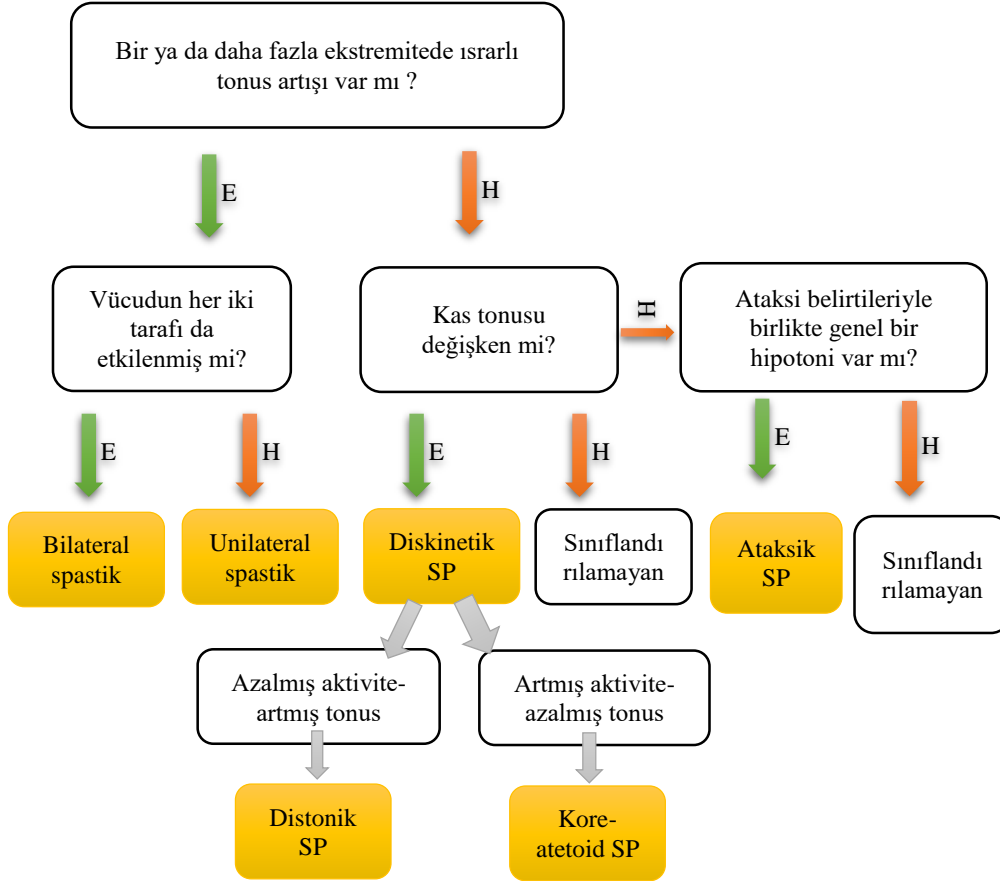 Bir ya da daha fazla ekstremitede ısrarlı
tonus artışı var mı ?
E
H
Vücudun her iki
tarafı da
etkilenmiş mi?
Kas tonusu
değişken mi?
H
Ataksi belirtileriyle
birlikte genel bir
hipotoni var mı?
E
H
E
H
E
H
Bilateral
spastik
Unilateral
spastik
Diskinetik
SP
Sınıflandı
rılamayan
Ataksik
SP
Sınıflandı
rılamayan
Azalmış aktivite-
artmış tonus
Artmış aktivite-
azalmış tonus
Distonik
SP
Kore-
atetoid SP